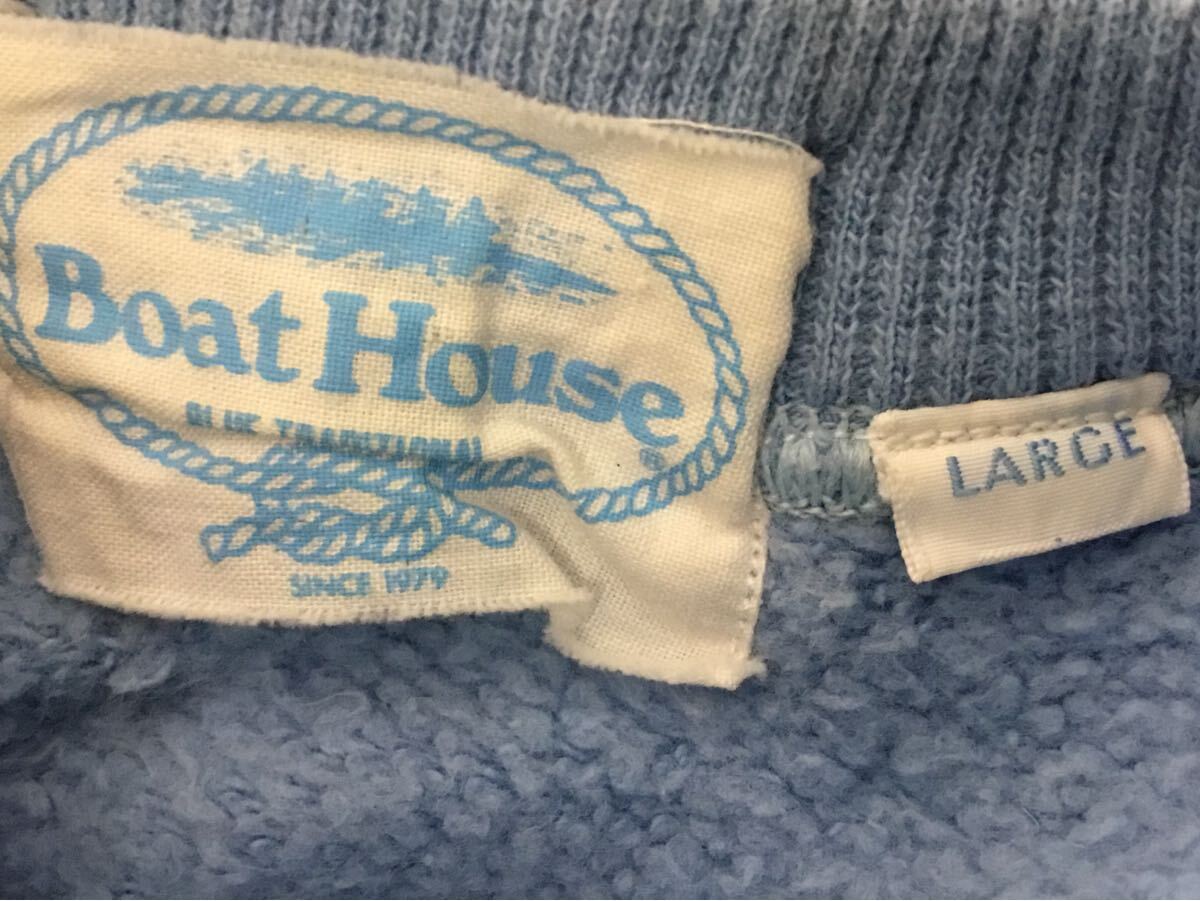 Boat House
®
BLUE TRADITIONAL
SINCE 1979
LARGE